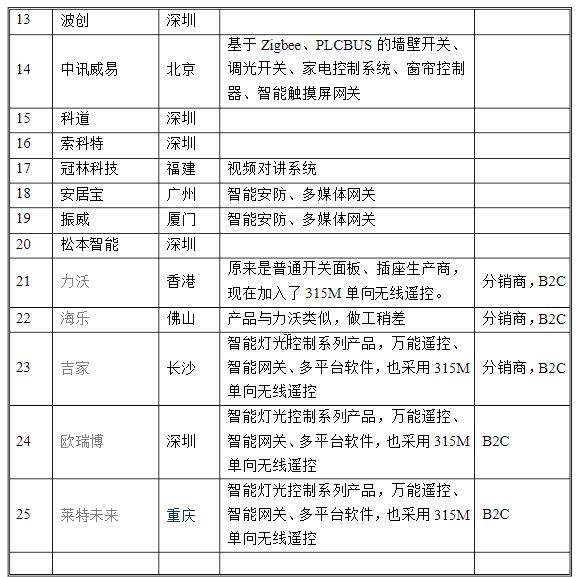 13 波创 深圳
基于 Zigbee、PLCBUS 的墙壁开关、
14 中讯威易 北京 调光开关、家电控制系统、窗帘控制
器、智能触摸屏网关
15 科道 深圳
16 索科特 深圳
17 冠林科技 福建 视频对讲系统
18 安居宝 广州 智能安防、多媒体网关
19 振威 厦门 智能安防、多媒体网关
20 松本智能 深圳
21 力沃 香港 原来是普通开关面板、插座生产商, 分销商，B2C
现在加入了 315M 单向无线遥控。
22 海乐 佛山 产品与力沃类似，做工稍差 分销商，B2C
智能灯光控制系列产品，万能遥控、
23 吉家 长沙 智能网关、多平台软件，也采用 315M 分销商，B2C
单向无线遥控
智能灯光控制系列产品，万能遥控、
24 欧瑞博 深圳 智能网关、多平台软件，也采用 315M B2C
单向无线遥控
智能灯光控制系列产品，万能遥控、
25 莱特未来 重庆 智能网关、多平台软件，也采用 315M B2C
单向无线遥控